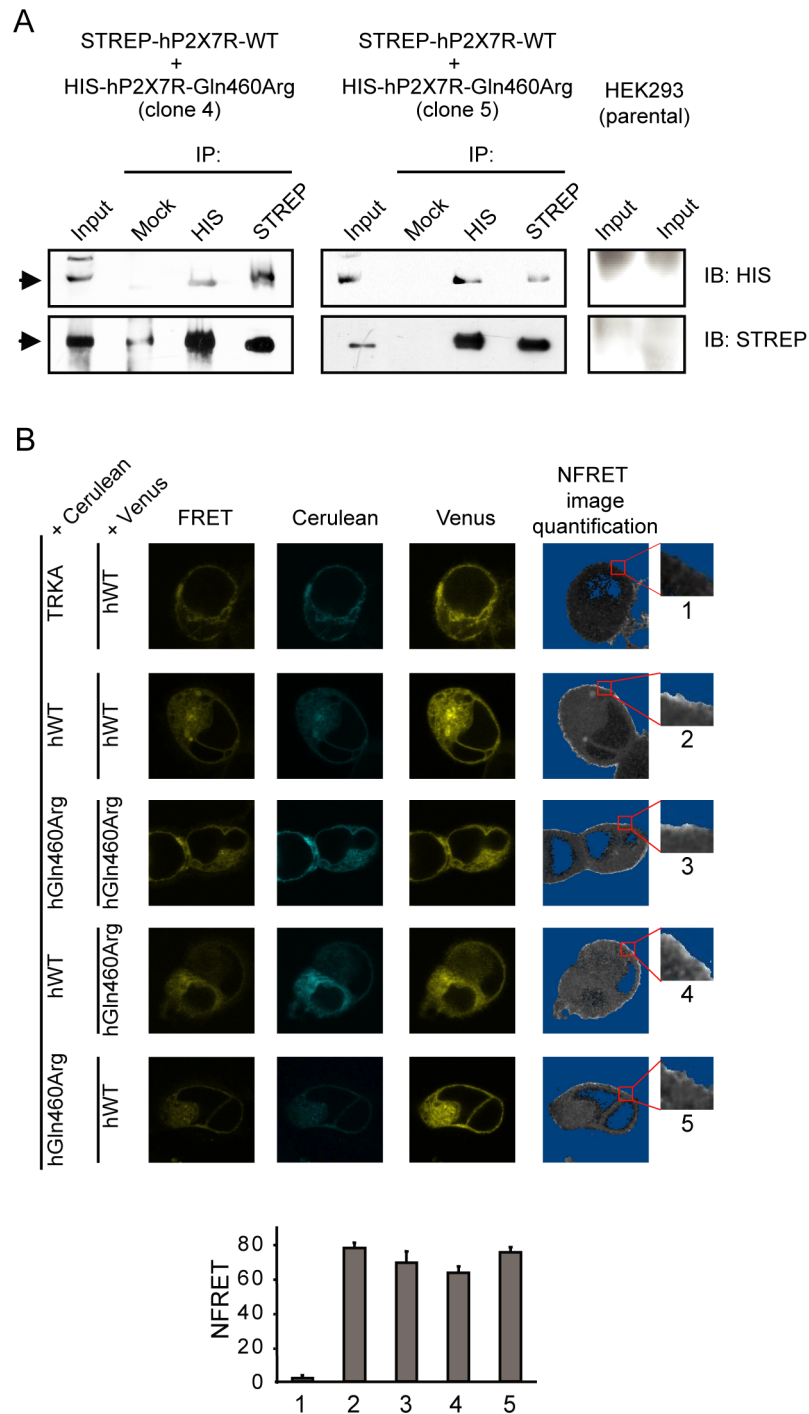 A
STREP-hP2X7R-WT
+
HIS-hP2X7R-Gln460Arg
(clone 4)
STREP-hP2X7R-WT
+
HIS-hP2X7R-Gln460Arg
(clone 5)
HEK293
(parental)
IP:
IP:
Input
Mock
HIS
STREP
Input
Mock
HIS
STREP
Input
Input
IB: HIS
IB: STREP
B
+ Cerulean
+ Venus
FRET
Cerulean
Venus
NFRET
image
quantification
TRKA
hWT
1
hWT
hWT
2
hGln460Arg
hGln460Arg
3
hWT
hGln460Arg
4
hGln460Arg
hWT
5
NFRET
80
60
40
20
0
1 2 3 4 5